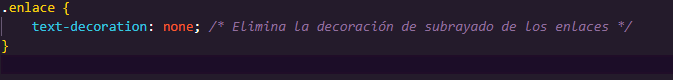 .enlace {
text-decoration: none; /* Elimina la decoración de subrayado de los enlaces */
}